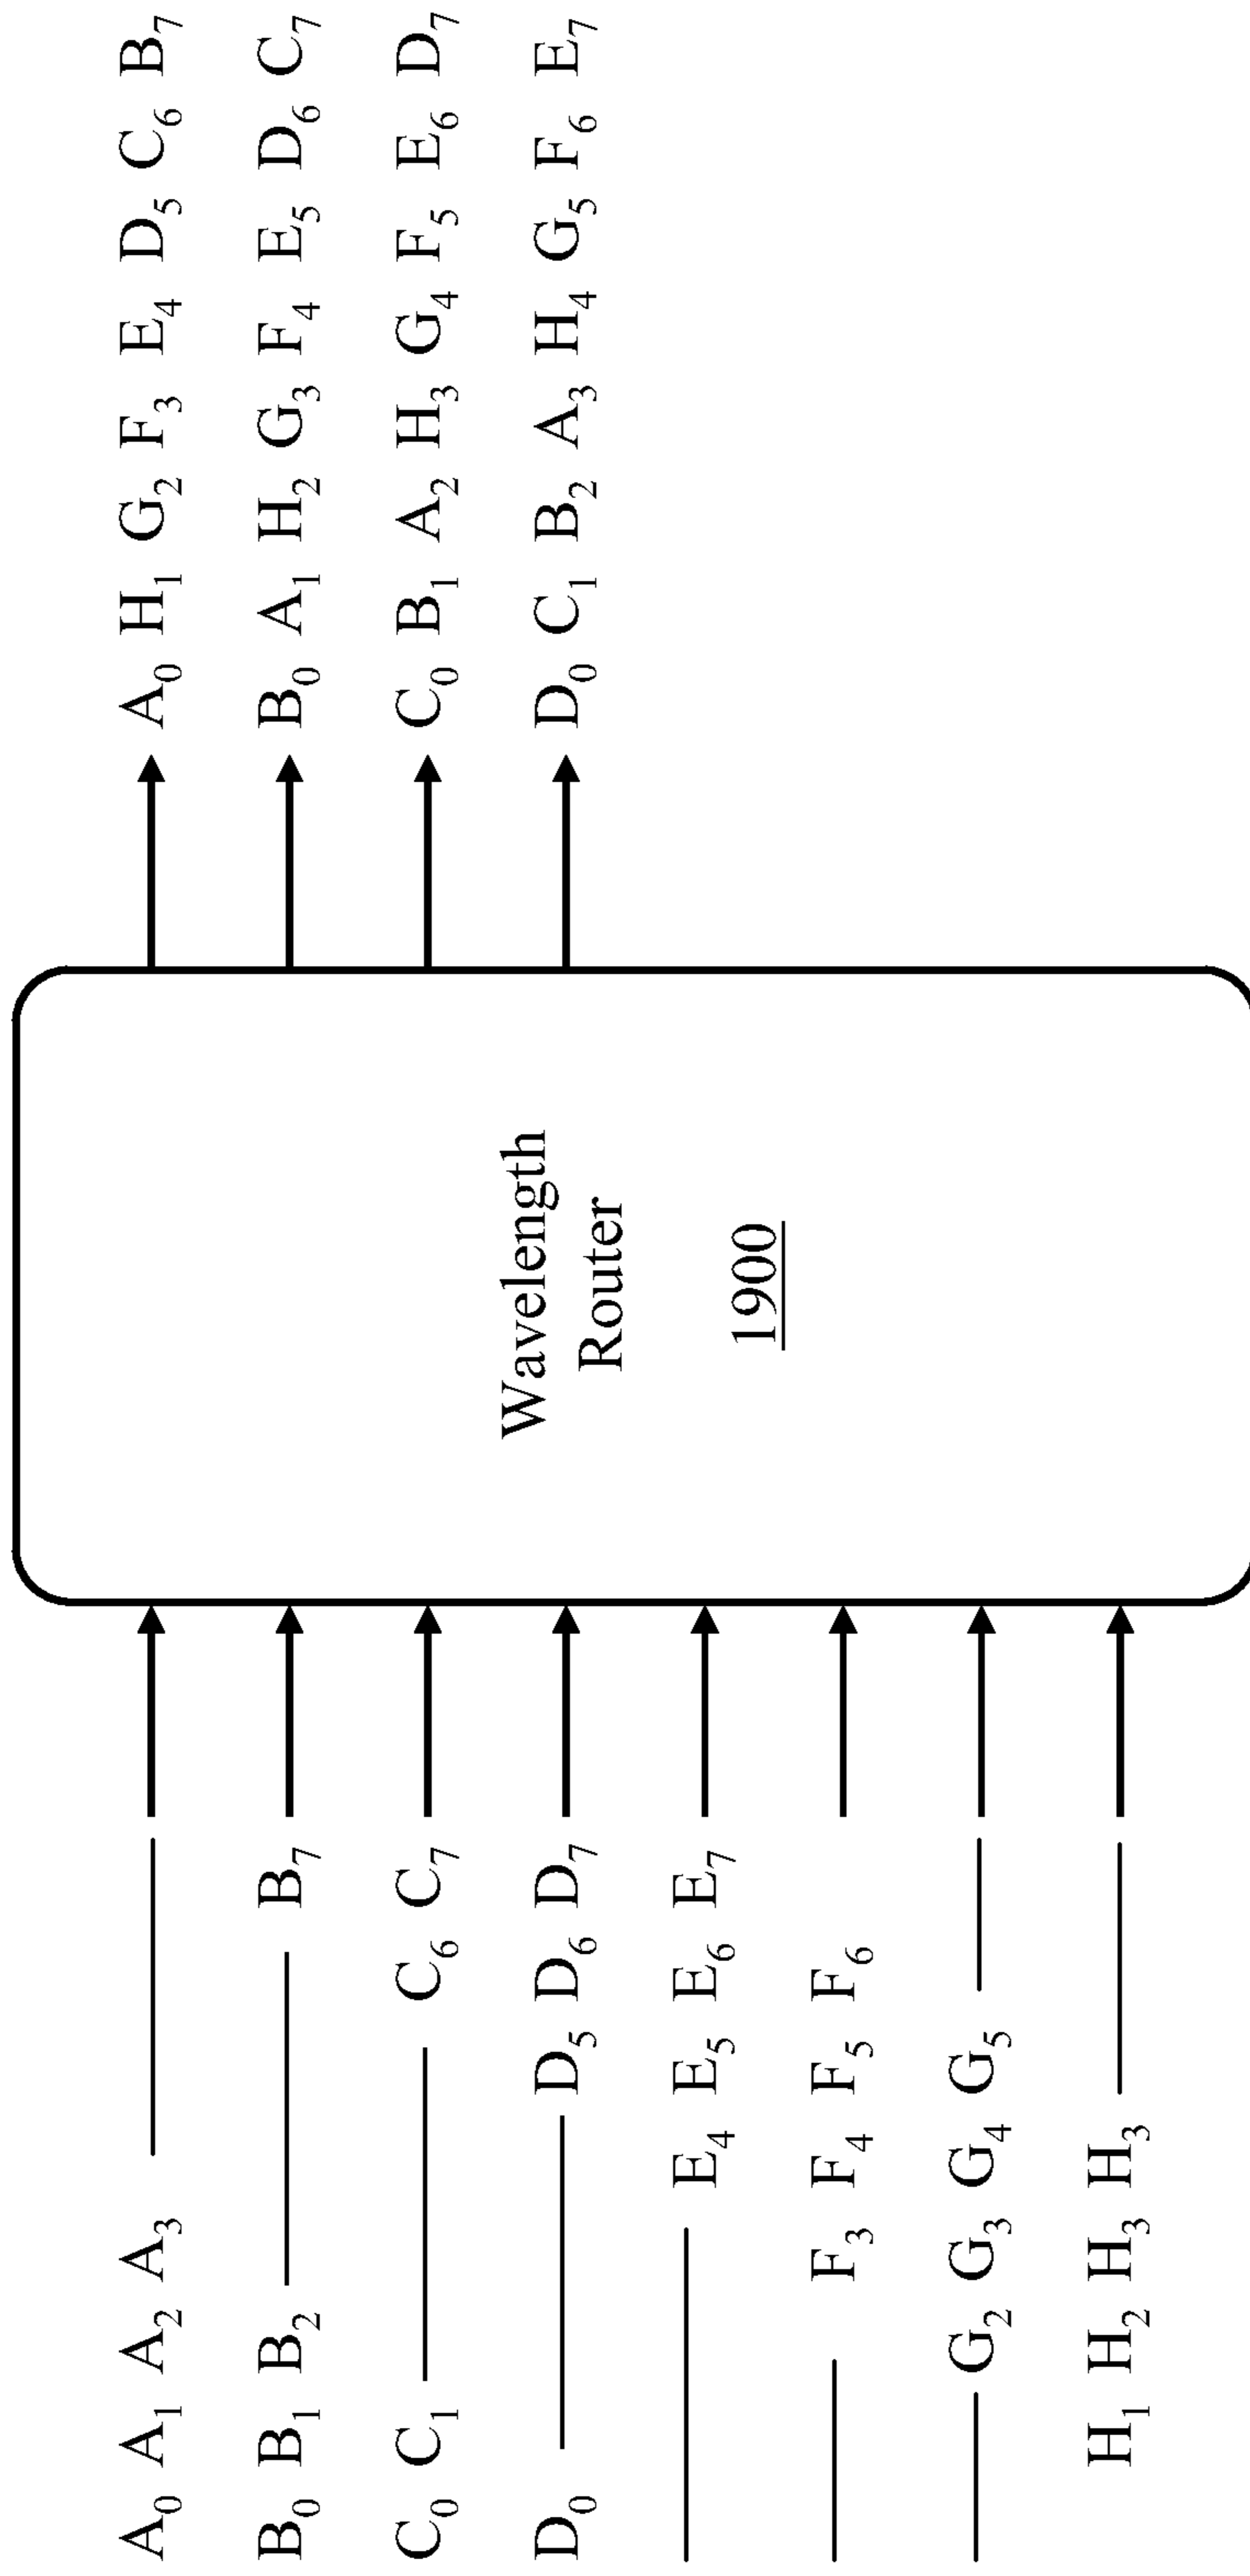 A₀ A₁ A₂ A₃
B₀ B₁ B₂ B₇
C₀ C₁ C₆ C₇
D₀ D₅ D₆ D₇
E₄ E₅ E₆ E₇
F₃ F₄ F₅ F₆
G₂ G₃ G₄ G₅
H₁ H₂ H₃ H₃
Wavelength
Router
1900
A₀ H₁ G₂ F₃ E₄ D₅ C₆ B₇
B₀ A₁ H₂ G₃ F₄ E₅ D₆ C₇
C₀ B₁ A₂ H₃ G₄ F₅ E₆ D₇
D₀ C₁ B₂ A₃ H₄ G₅ F₆ E₇